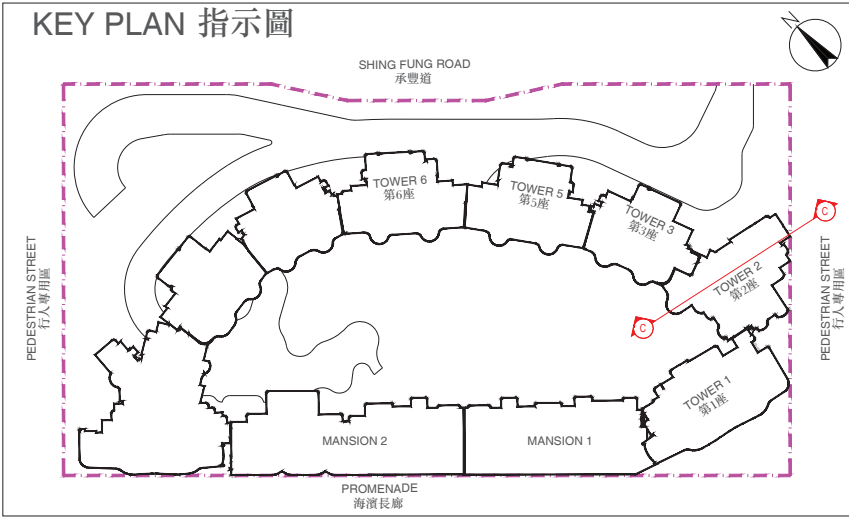 KEY PLAN 指示圖
N
SHING FUNG ROAD
承豐道
TOWER 6
第6座
TOWER 5
第5座
TOWER 3
第3座
C
TOWER 2
第2座
C
PEDESTRIAN STREET
行人專用區
PEDESTRIAN STREET
行人專用區
TOWER 1
第1座
MANSION 2
MANSION 1
PROMENADE
海濱長廊